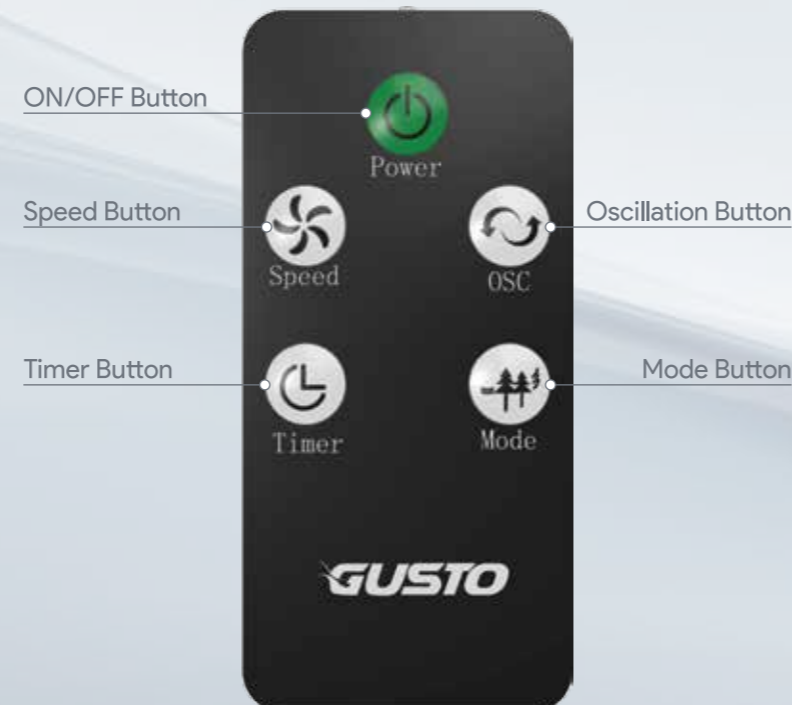 ON/OFF Button
Power
Speed Button
Oscillation Button
Speed
OSC
Timer Button
Mode Button
Timer
Mode
GUSTO